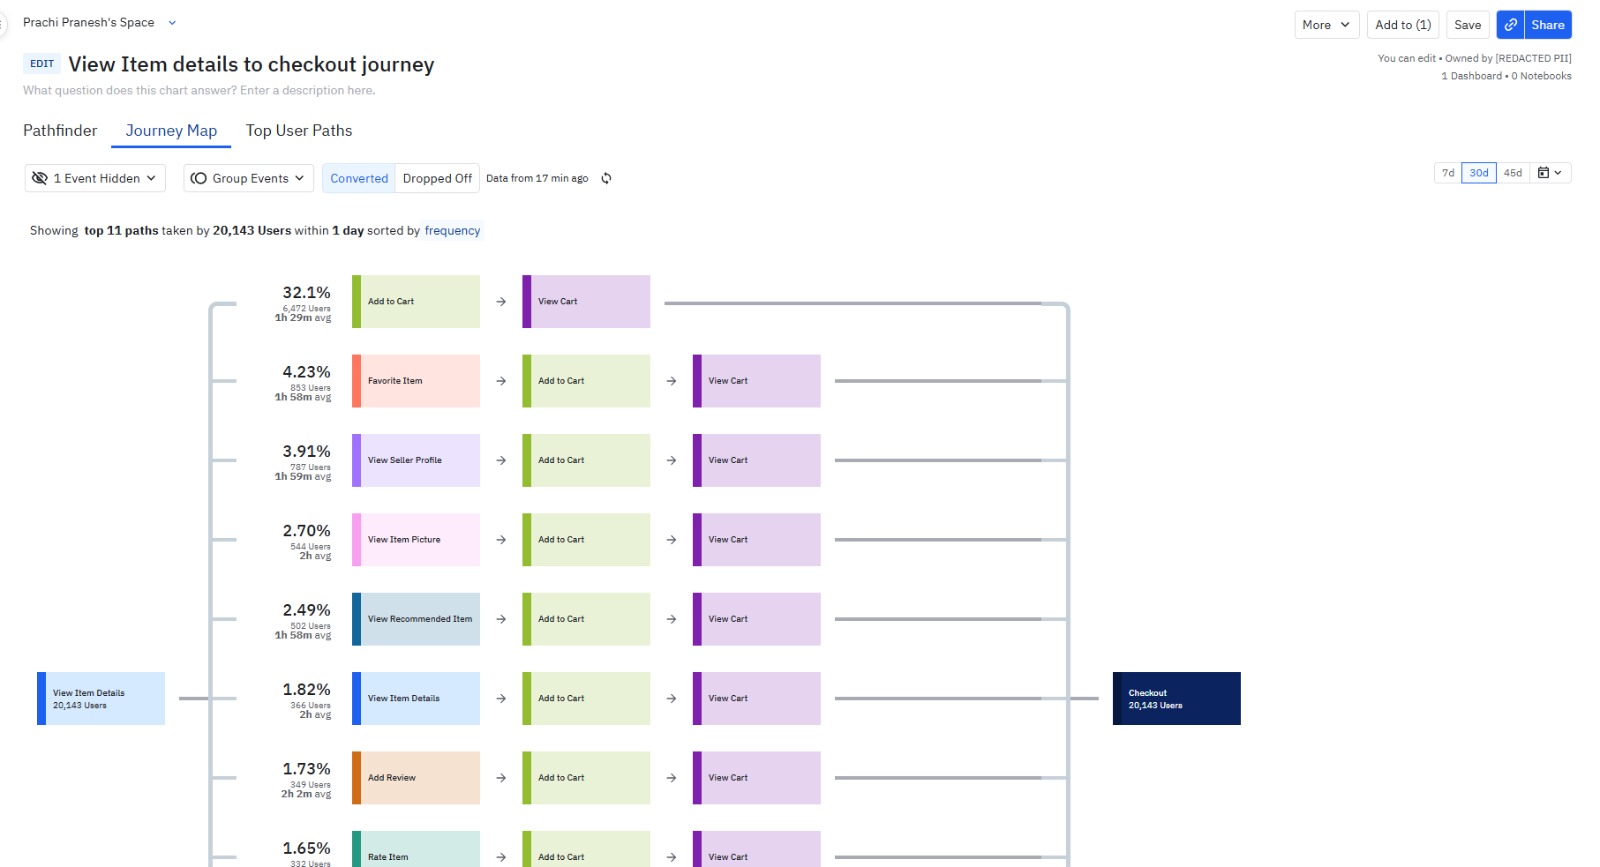 Prachi Pranesh's Space
More
Add to (1)
Save
Share
EDIT
View Item details to checkout journey
You can edit • Owned by [REDACTED PII]
What question does this chart answer? Enter a description here.
1 Dashboard • 0 Notebooks
Pathfinder
Journey Map
Top User Paths
1 Event Hidden
Group Events
Converted
Dropped Off
Data from 17 min ago
7d
30d
45d
Showing top 11 paths taken by 20,143 Users within 1 day sorted by frequency
32.1%
6,472 Users
1h 29m avg
Add to Cart
View Cart
4.23%
853 Users
1h 58m avg
Favorite Item
Add to Cart
View Cart
3.91%
787 Users
1h 59m avg
View Seller Profile
Add to Cart
View Cart
2.70%
544 Users
2h avg
View Item Picture
Add to Cart
View Cart
2.49%
502 Users
1h 58m avg
View Recommended Item
Add to Cart
View Cart
View Item Details
20,143 Users
1.82%
366 Users
2h avg
View Item Details
Add to Cart
View Cart
Checkout
20,143 Users
1.73%
349 Users
2h 2m avg
Add Review
Add to Cart
View Cart
1.65%
332 Users
Rate Item
Add to Cart
View Cart